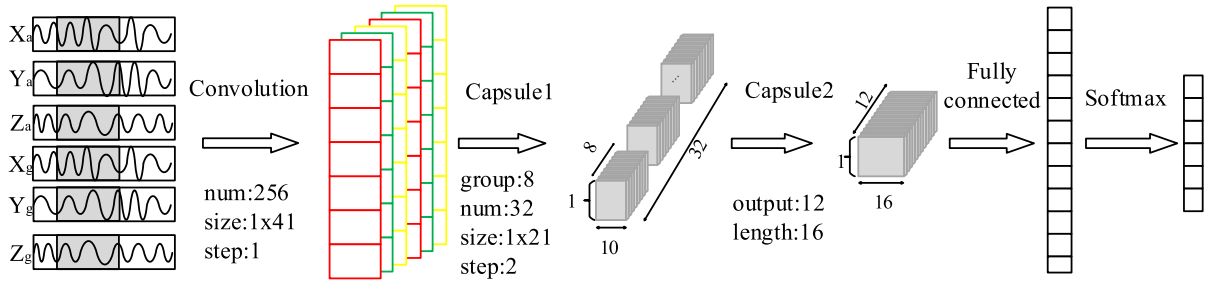 Xa
Ya
Za
Xg
Yg
Zg
Convolution
num:256
size:1x41
step:1
Capsule1
group:8
num:32
size:1x21
step:2
8
32
1
10
...
Capsule2
output:12
length:16
12
1
16
Fully
connected
Softmax